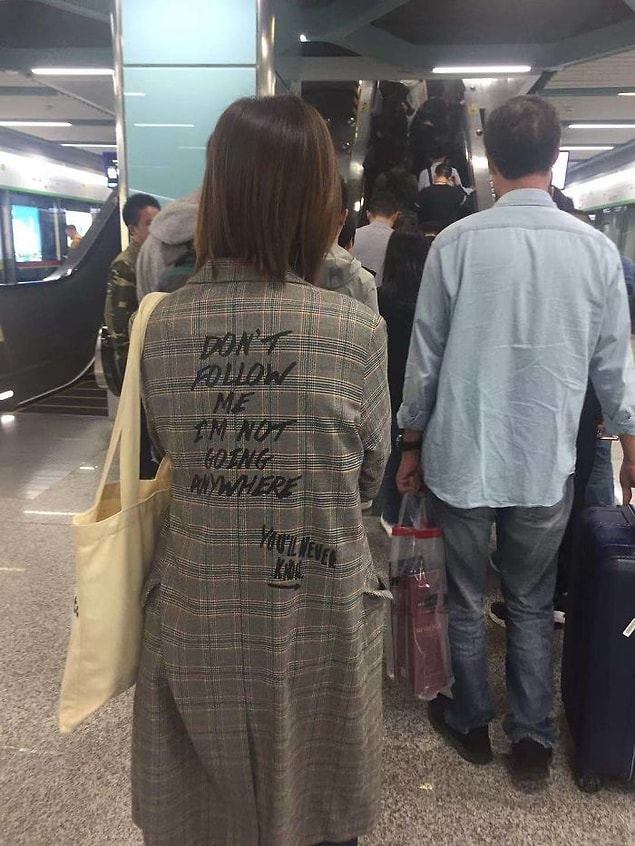 DON'T
FOLLOW
ME
I'M NOT
GOING
ANYWHERE
YOU'LL NEVER
KNOW